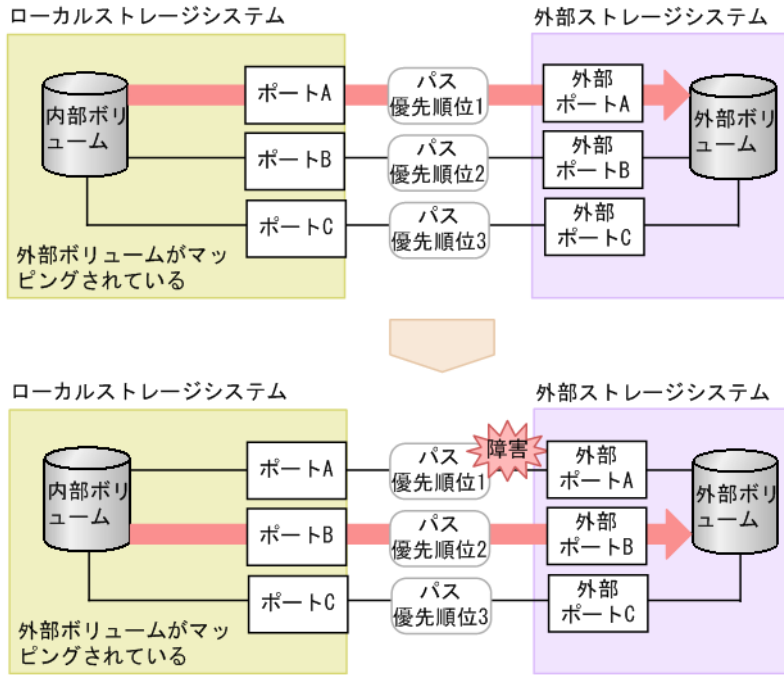 ローカルストレージシステム
外部ストレージシステム
内部ボリ
ューム
ポートA
パス
優先順位1
外部
ポートA
外部ボリ
ューム
ポートB
パス
優先順位2
外部
ポートB
ポートC
パス
優先順位3
外部
ポートC
外部ボリュームがマッ
ピングされている
ローカルストレージシステム
外部ストレージシステム
内部ボリ
ューム
ポートA
パス
優先順位1
障害
外部
ポートA
外部ボリ
ューム
ポートB
パス
優先順位2
外部
ポートB
ポートC
パス
優先順位3
外部
ポートC
外部ボリュームがマッ
ピングされている